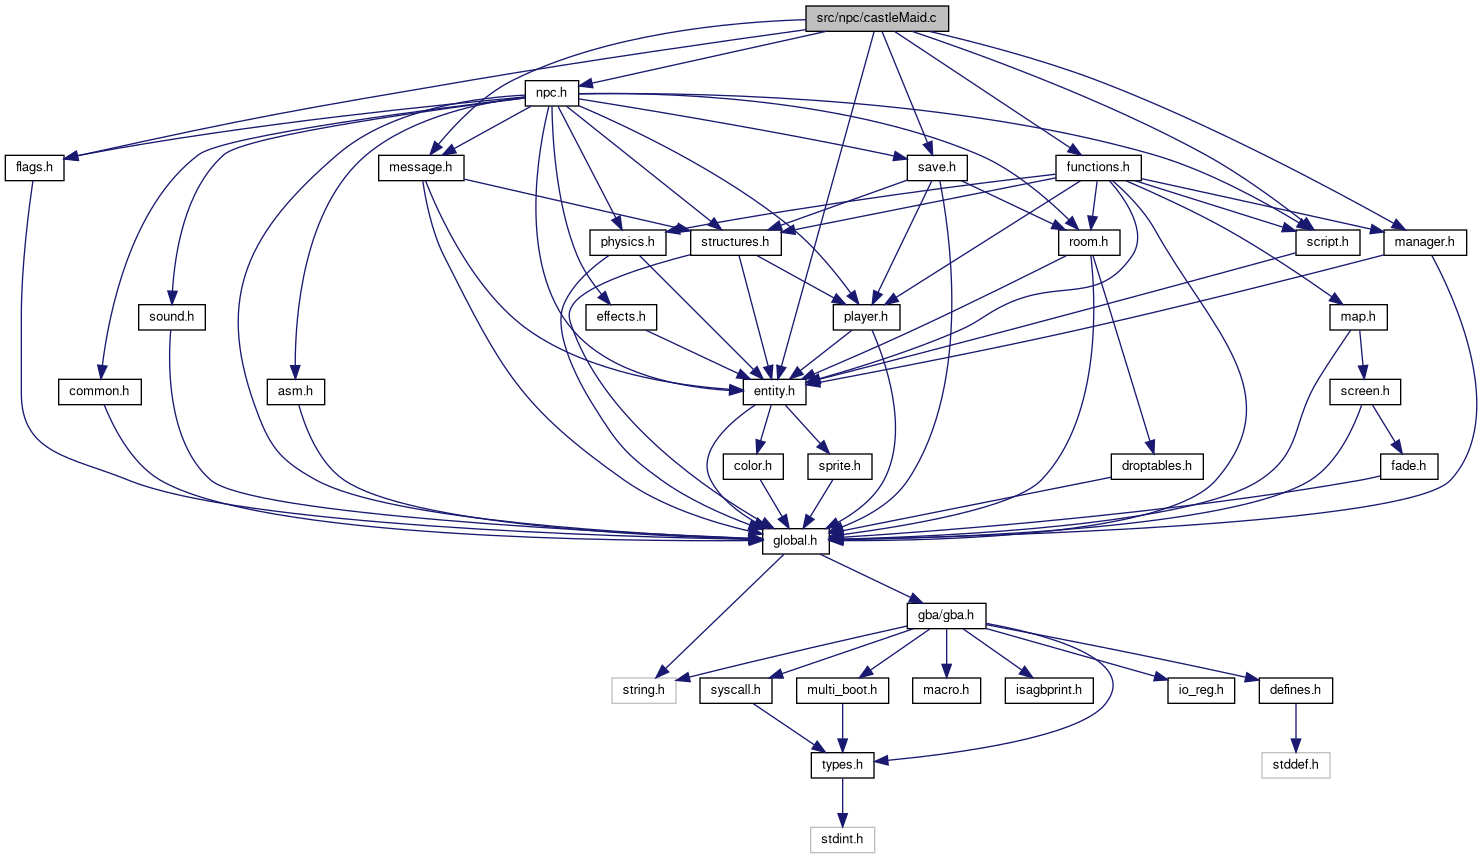 src/npc/castleMaid.c
npc.h
flags.h
message.h
save.h
functions.h
physics.h
structures.h
room.h
script.h
manager.h
sound.h
effects.h
player.h
map.h
common.h
asm.h
entity.h
screen.h
color.h
sprite.h
droptables.h
fade.h
global.h
gba/gba.h
string.h
syscall.h
multi_boot.h
macro.h
isagbprint.h
io_reg.h
defines.h
types.h
stddef.h
stdint.h